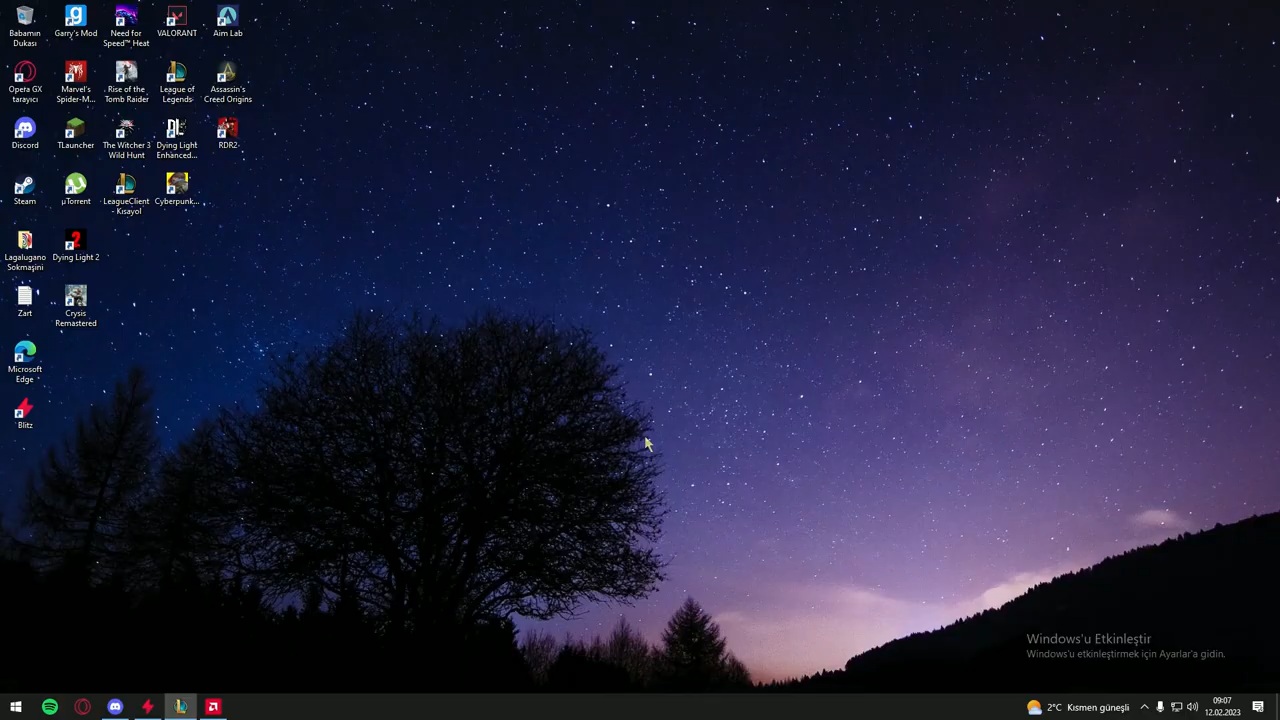 Babamın
Dukası
Garry's Mod
Need for
Speed™ Heat
VALORANT
Aim Lab
Opera GX
tarayıcı
Marvel's
Spider-M...
Rise of the
Tomb Raider
League of
Legends
Assassin's
Creed Origins
Discord
TLauncher
The Witcher 3
Wild Hunt
Dying Light
Enhanced...
RDR2
Steam
µTorrent
LeagueClient
- Kısayol
Cyberpunk...
Lagalugano
Sokmaşini
Dying Light 2
Zart
Crysis
Remastered
Microsoft
Edge
Blitz
Windows'u Etkinleştir
Windows'u etkinleştirmek için Ayarlar'a gidin.
2°C Kısmen güneşli
09:07
12.02.2023